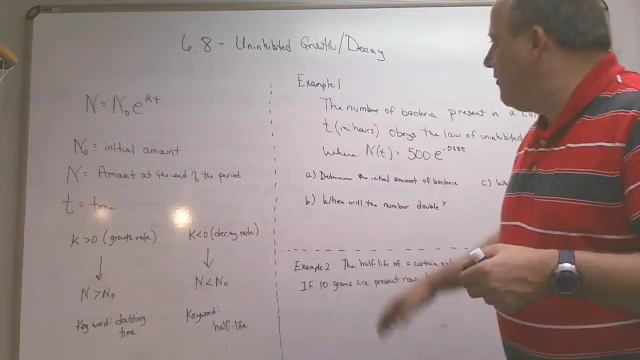 6.8 - Uninhibited Growth/Decay
N = N₀ e^kt
N₀ = initial amount
N = Amount at the end of the period
t = time
K > 0 (growth rate)
K < 0 (decay rate)
N > N₀
N < N₀
Key word: doubling
time
Keyword:
half-life
Example 1
The number of bacteria present in a
t (in hours) obeys the law of uninhibited
where N(t) = 500 e
a) Determine the initial amount of bacteria
c)
b) When will the number double?
Example 2: The half-life of a certain
If 10 grams are present now,